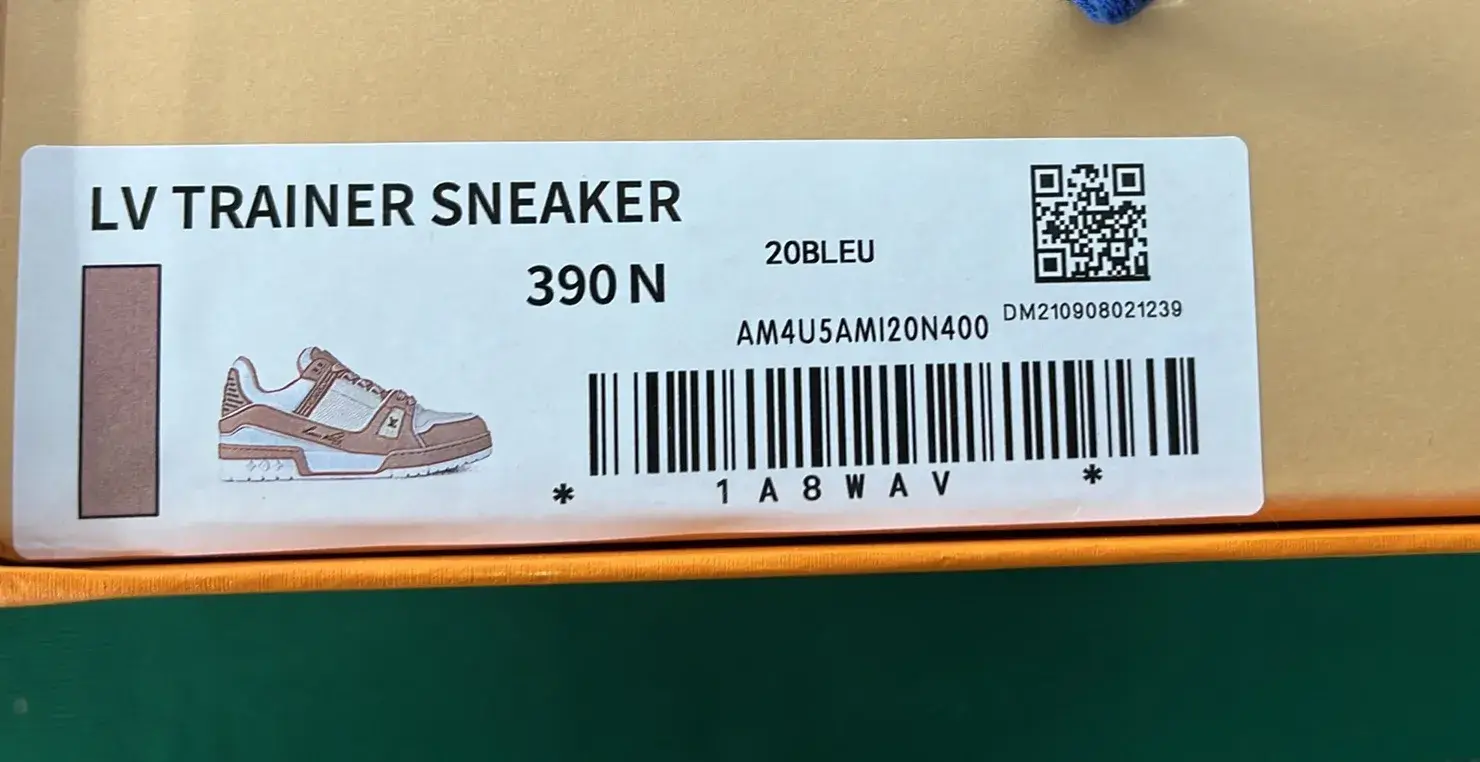 LV TRAINER SNEAKER
390 N
20BLEU
DM210908021239
AM4U5AMI20N400
* 1A8WAV *